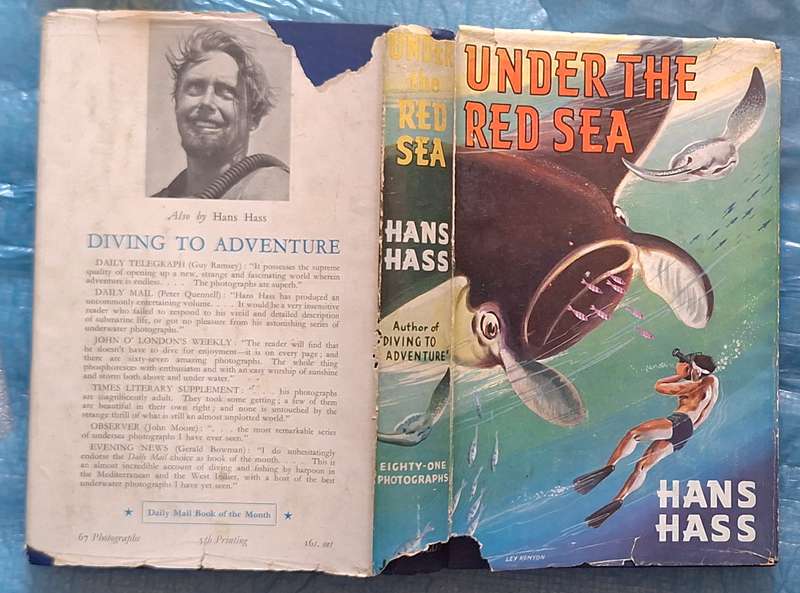 Also by Hans Hass
DIVING TO ADVENTURE
DAILY TELEGRAPH (Guy Ramsey): "It possesses the supreme
quality of opening up a new, strange and fascinating world wherein
adventure is endless. . . . The photographs are superb."
DAILY MAIL (Peter Quennell): "Hans Hass has produced an
uncommonly entertaining volume. . . . It would be a very insensitive
reader who failed to respond to his vivid and detailed description
of submarine life, or got no pleasure from his astonishing series of
underwater photographs."
JOHN O' LONDON'S WEEKLY: "The reader will find that
he doesn't have to dive for enjoyment—it is on every page; and
there are sixty-seven amazing photographs. The whole thing
phosphoresces with enthusiasm and with an easy worship of sunshine
and storm both above and under water."
TIMES LITERARY SUPPLEMENT: ". . . his photographs
are magnificently adult. They took some getting; a few of them
are beautiful in their own right; and none is untouched by the
strange thrill of what is still an almost unplotted world."
OBSERVER (John Moore): ". . . the most remarkable series
of undersea photographs I have ever seen."
EVENING NEWS (Gerald Bowman): "I do unhesitatingly
endorse the Daily Mail choice as book of the month. . . . This is
an almost incredible account of diving and fishing by harpoon in
the Mediterranean and the West Indies, with a host of the best
underwater photographs I have yet seen."
Daily Mail Book of the Month
67 Photographs 5th Printing 16s. net
UNDER
the
RED
SEA
HANS
HASS
Author of
'DIVING TO
ADVENTURE'
EIGHTY-ONE
PHOTOGRAPHS
UNDER THE
RED SEA
HANS
HASS
LEY KENYON